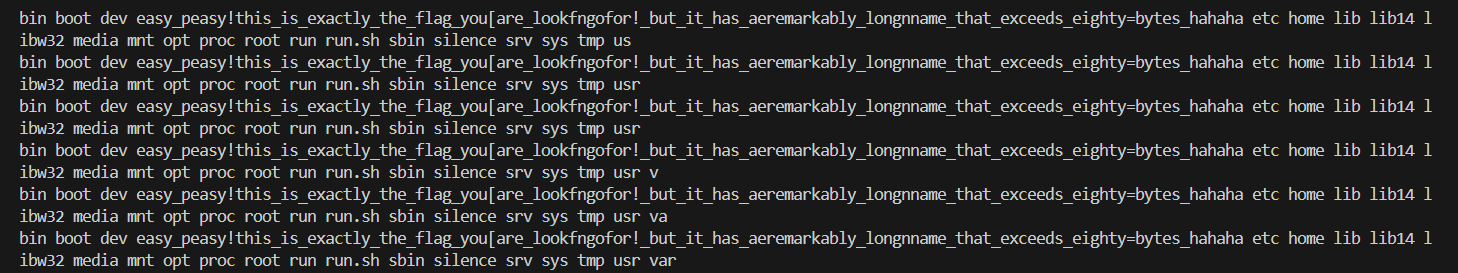 bin boot dev easy_peasy!this_is_exactly_the_flag_you[are_lookfngofor!_but_it_has_aeremarkably_longnname_that_exceeds_eighty=bytes_hahaha etc home lib lib14 l
ibw32 media mnt opt proc root run run.sh sbin silence srv sys tmp us
bin boot dev easy_peasy!this_is_exactly_the_flag_you[are_lookfngofor!_but_it_has_aeremarkably_longnname_that_exceeds_eighty=bytes_hahaha etc home lib lib14 l
ibw32 media mnt opt proc root run run.sh sbin silence srv sys tmp usr
bin boot dev easy_peasy!this_is_exactly_the_flag_you[are_lookfngofor!_but_it_has_aeremarkably_longnname_that_exceeds_eighty=bytes_hahaha etc home lib lib14 l
ibw32 media mnt opt proc root run run.sh sbin silence srv sys tmp usr
bin boot dev easy_peasy!this_is_exactly_the_flag_you[are_lookfngofor!_but_it_has_aeremarkably_longnname_that_exceeds_eighty=bytes_hahaha etc home lib lib14 l
ibw32 media mnt opt proc root run run.sh sbin silence srv sys tmp usr v
bin boot dev easy_peasy!this_is_exactly_the_flag_you[are_lookfngofor!_but_it_has_aeremarkably_longnname_that_exceeds_eighty=bytes_hahaha etc home lib lib14 l
ibw32 media mnt opt proc root run run.sh sbin silence srv sys tmp usr va
bin boot dev easy_peasy!this_is_exactly_the_flag_you[are_lookfngofor!_but_it_has_aeremarkably_longnname_that_exceeds_eighty=bytes_hahaha etc home lib lib14 l
ibw32 media mnt opt proc root run run.sh sbin silence srv sys tmp usr var